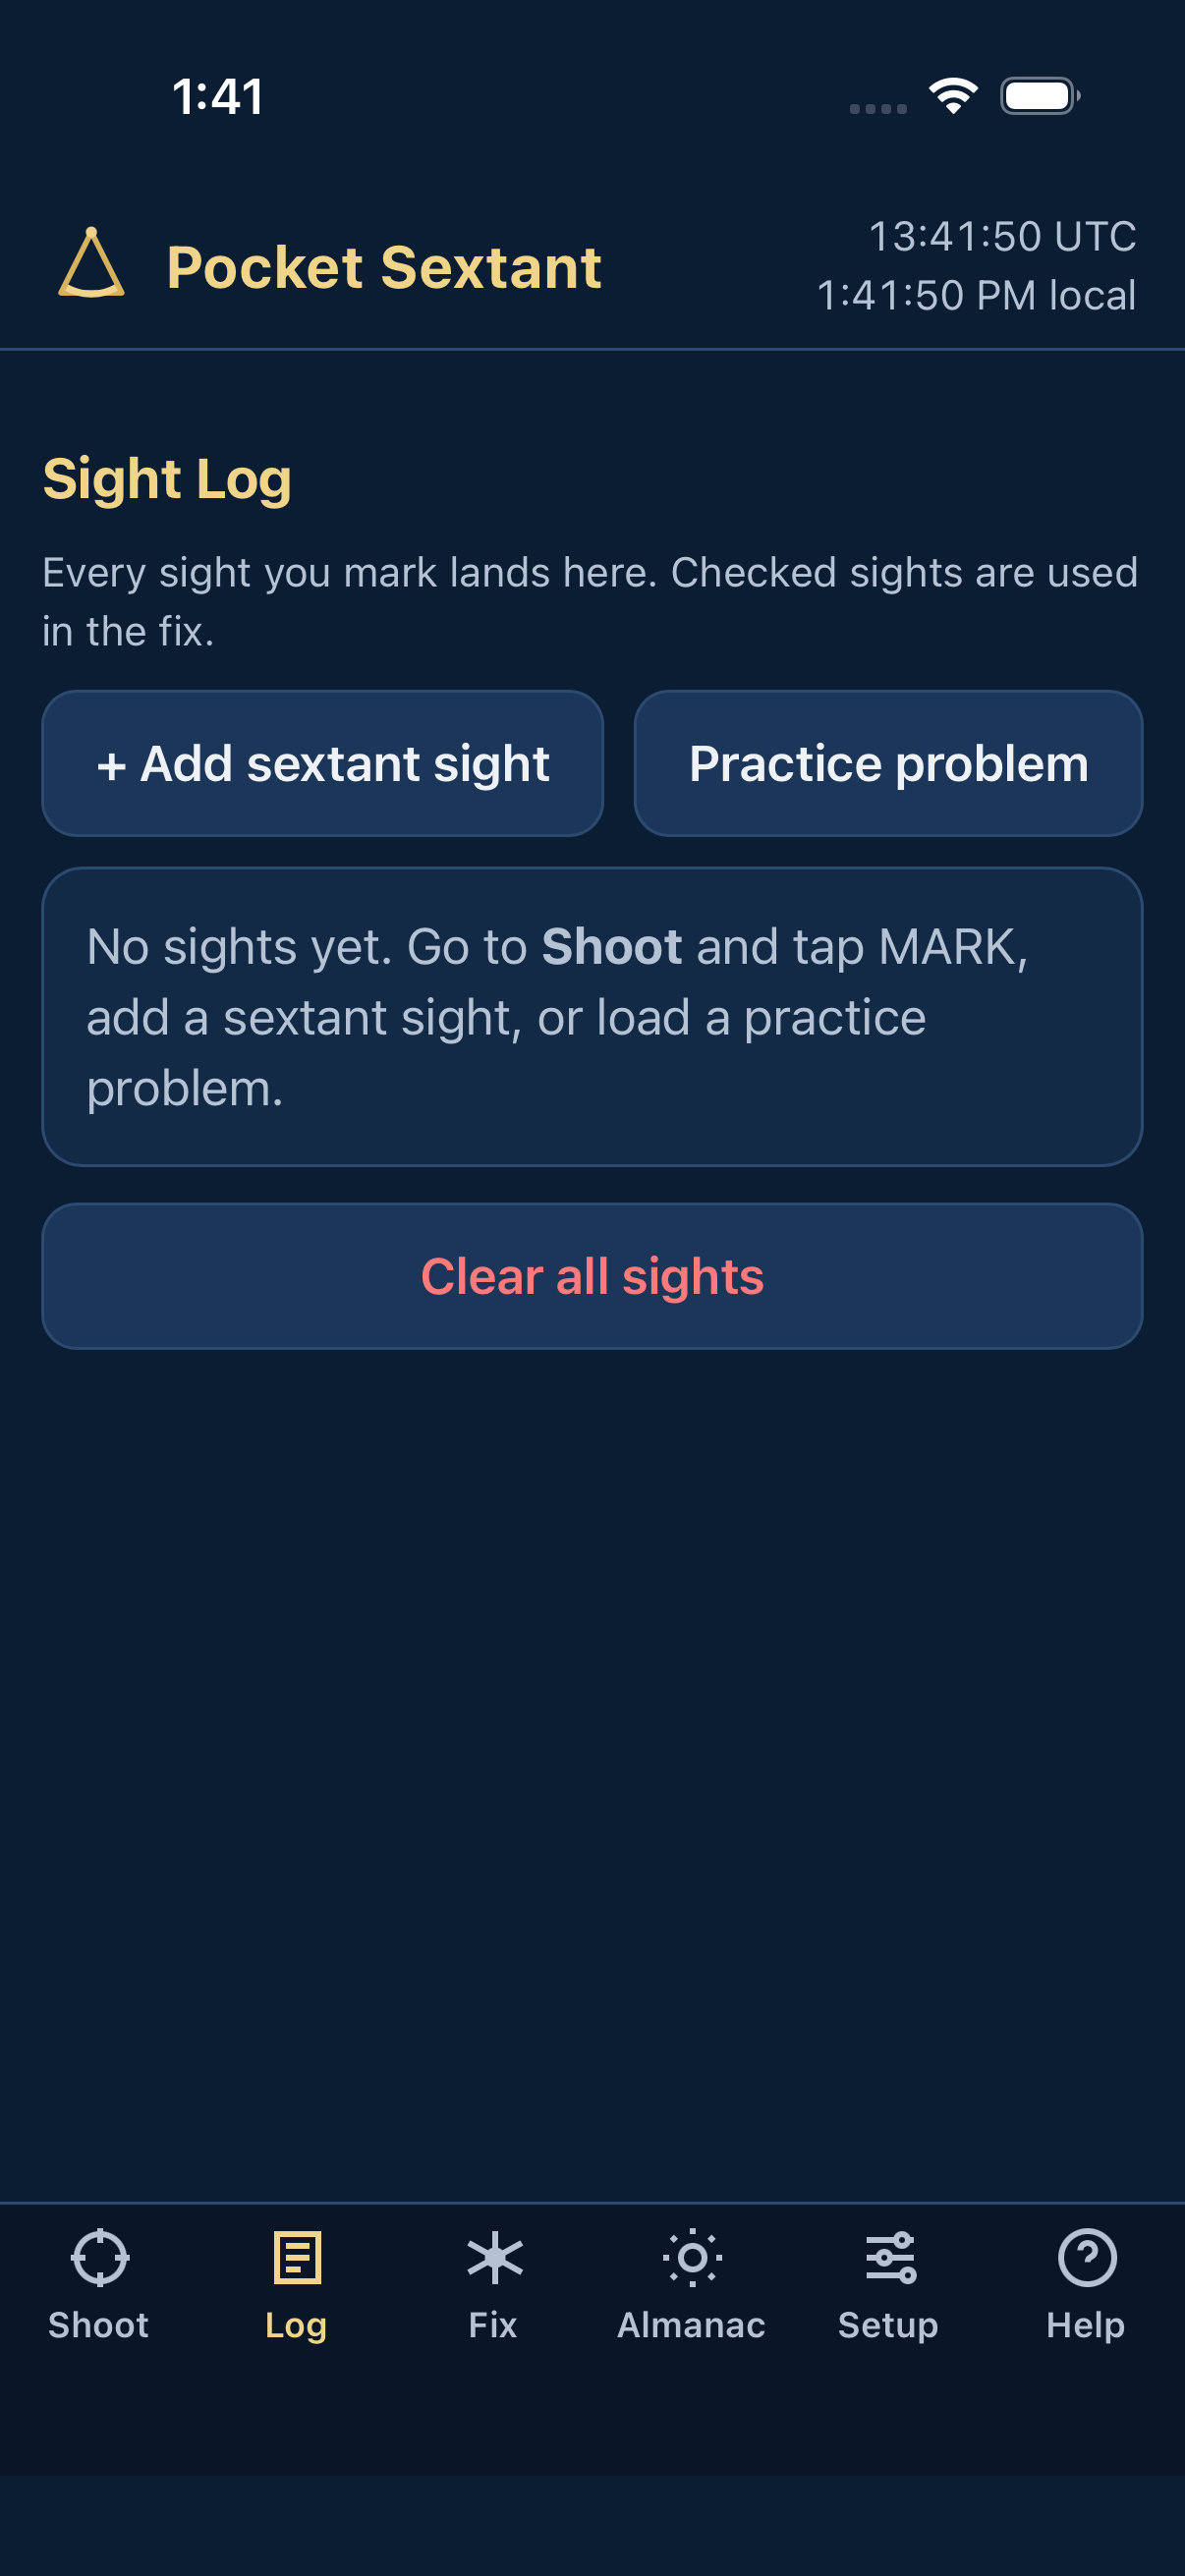 1:41
Pocket Sextant
13:41:50 UTC
1:41:50 PM local
Sight Log
Every sight you mark lands here. Checked sights are used
in the fix.
+ Add sextant sight
Practice problem
No sights yet. Go to Shoot and tap MARK,
add a sextant sight, or load a practice
problem.
Clear all sights
Shoot
Log
Fix
Almanac
Setup
Help